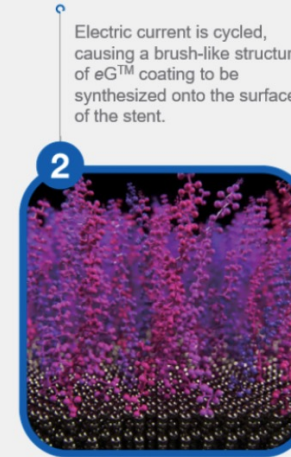 Electric current is cycled,
causing a brush-like structur
of eG™ coating to be
synthesized onto the surface
of the stent.
2